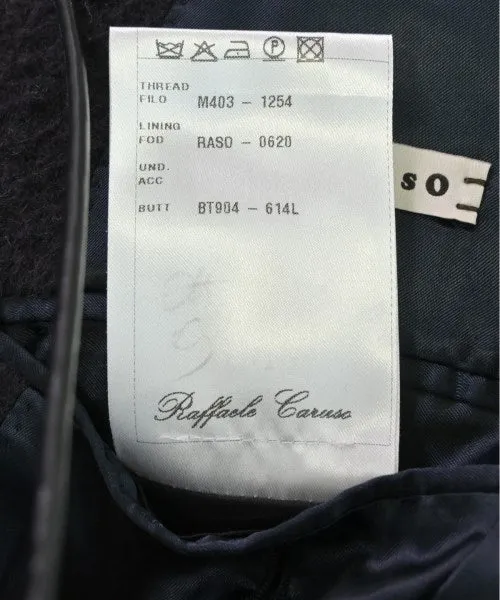 P
THREAD
FILO M403 - 1254
LINING
FOD RASO - 0620
UND.
ACC
BUTT BT904 - 614L
so
Raffaele Caruso